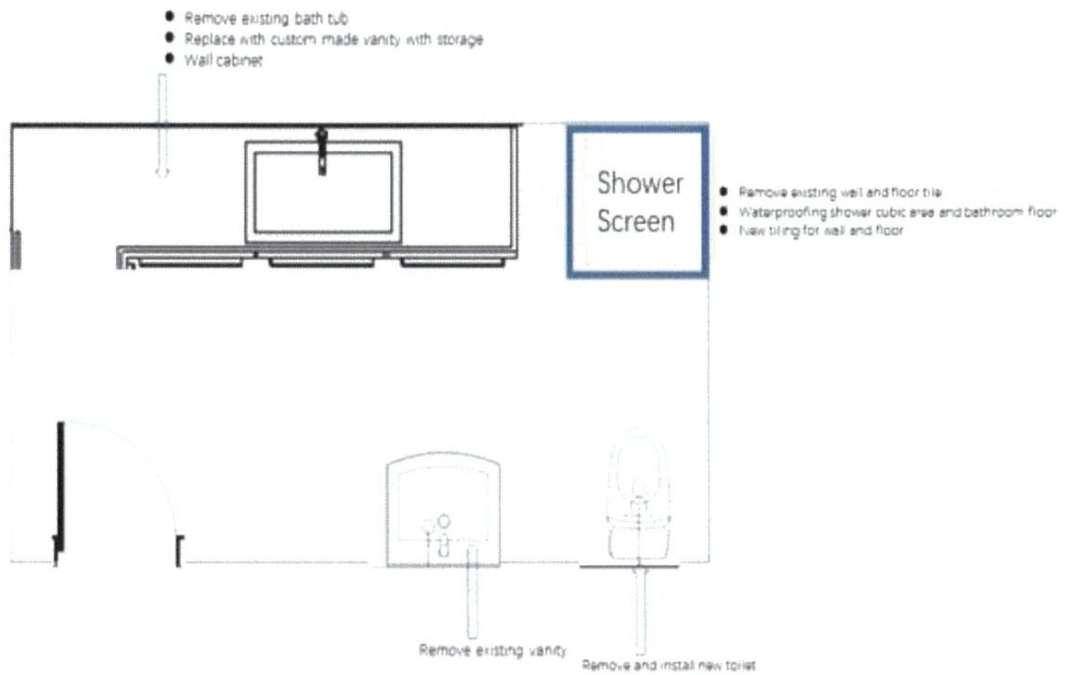 ● Remove existing bath tub
● Replace with custom made vanity with storage
● Wall cabinet
Shower
Screen
● Remove existing wall and floor tile
● Waterproofing shower cubic area and bathroom floor
● New tiling for wall and floor
Remove existing vanity
Remove and install new toilet